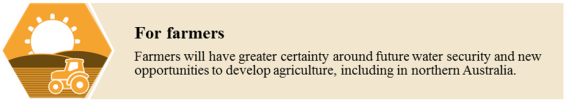 For farmers
Farmers will have greater certainty around future water security and new
opportunities to develop agriculture, including in northern Australia.